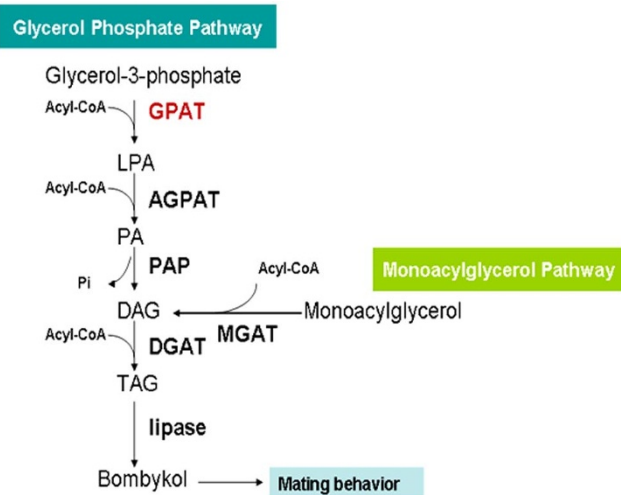 Glycerol Phosphate Pathway
Glycerol-3-phosphate
Acyl-CoA
GPAT
LPA
Acyl-CoA
AGPAT
PA
PAP
Pi
Acyl-CoA
Monoacylglycerol Pathway
DAG
Monoacylglycerol
MGAT
Acyl-CoA
DGAT
TAG
lipase
Bombykol
Mating behavior